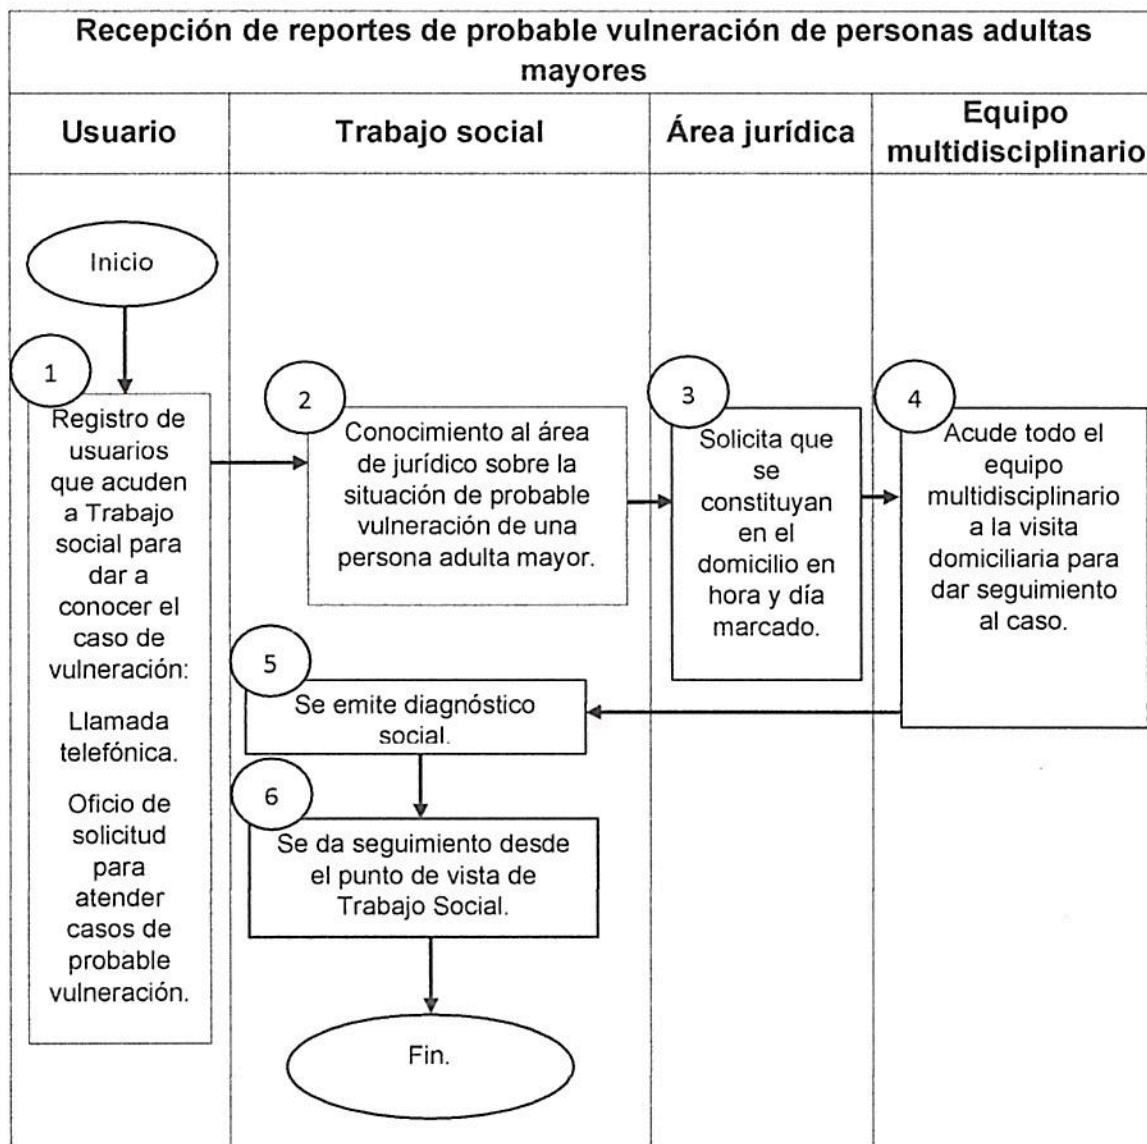 Recepción de reportes de probable vulneración de personas adultas
mayores
Usuario
Trabajo social
Área jurídica
Equipo
multidisciplinario
Inicio
1
Registro de
usuarios
que acuden
a Trabajo
social para
dar a
conocer el
caso de
vulneración:
Llamada
telefónica.
Oficio de
solicitud
para
atender
casos de
probable
vulneración.
2
Conocimiento al área
de jurídico sobre la
situación de probable
vulneración de una
persona adulta mayor.
3
Solicita que
se
constituyan
en el
domicilio en
hora y día
marcado.
4
Acude todo el
equipo
multidisciplinario
a la visita
domiciliaria para
dar seguimiento
al caso.
5
Se emite diagnóstico
social.
6
Se da seguimiento desde
el punto de vista de
Trabajo Social.
Fin.